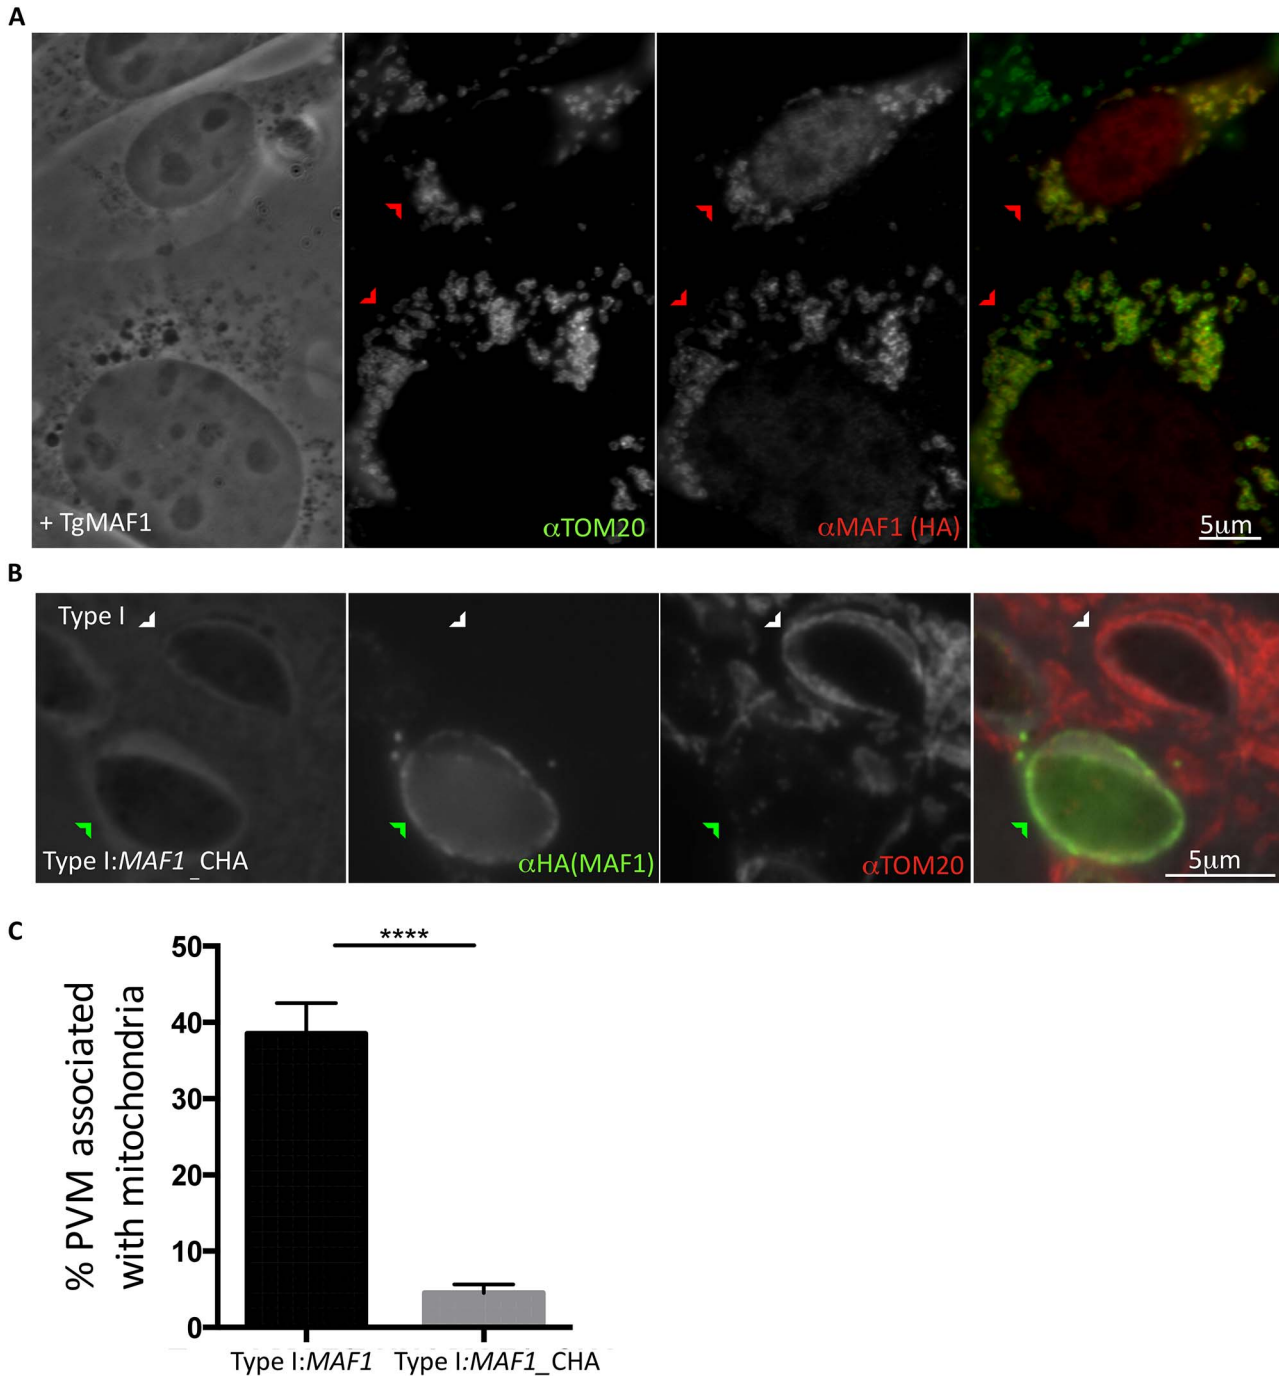 A
+ TgMAF1
αTOM20
αMAF1 (HA)
5μm
B
Type I
Type I:MAF1_CHA
αHA(MAF1)
αTOM20
5μm
C
% PVM associated
with mitochondria
50
40
30
20
10
0
****
Type I:MAF1
Type I:MAF1_CHA